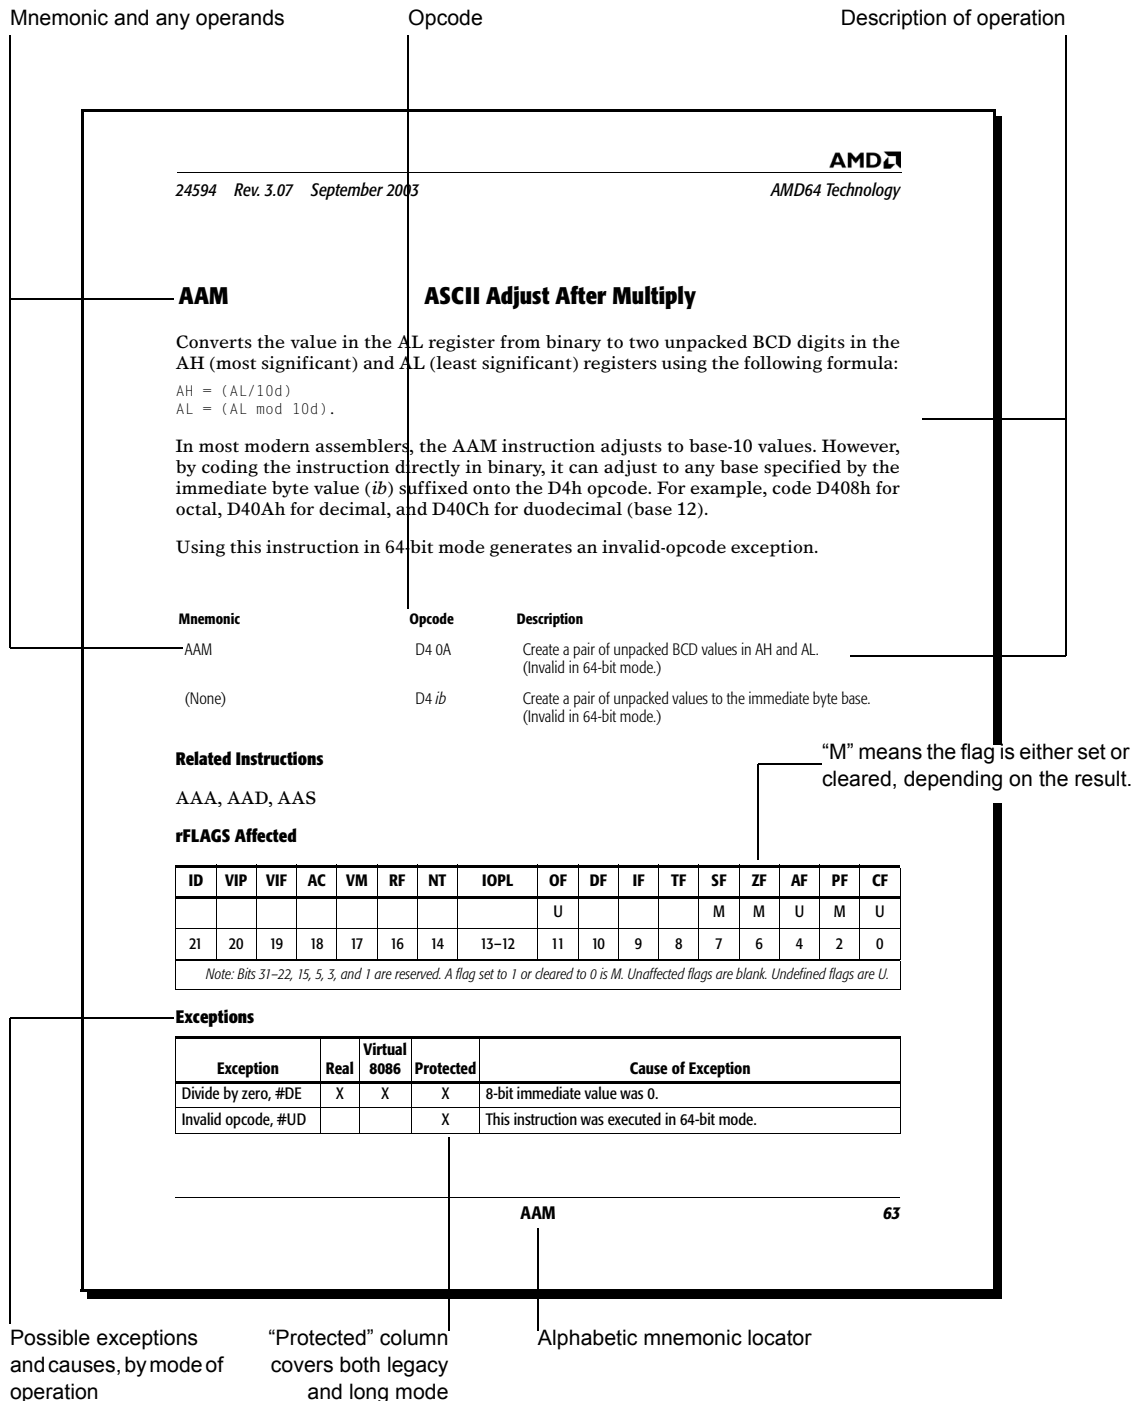 Mnemonic and any operands
Opcode
Description of operation
AMD
24594 Rev. 3.07 September 2003
AMD64 Technology
AAM
ASCII Adjust After Multiply
Converts the value in the AL register from binary to two unpacked BCD digits in the
AH (most significant) and AL (least significant) registers using the following formula:
AH = (AL/10d)
AL = (AL mod 10d).
In most modern assemblers, the AAM instruction adjusts to base-10 values. However,
by coding the instruction directly in binary, it can adjust to any base specified by the
immediate byte value (ib) suffixed onto the D4h opcode. For example, code D408h for
octal, D40Ah for decimal, and D40Ch for duodecimal (base 12).
Using this instruction in 64-bit mode generates an invalid-opcode exception.
Mnemonic Opcode Description
AAM D4 0A Create a pair of unpacked BCD values in AH and AL.
(Invalid in 64-bit mode.)
(None) D4 ib Create a pair of unpacked values to the immediate byte base.
(Invalid in 64-bit mode.)
Related Instructions
“M” means the flag is either set or
cleared, depending on the result.
AAA, AAD, AAS
rFLAGS Affected
ID VIP VIF AC VM RF NT IOPL OF DF IF TF SF ZF AF PF CF
U M M U M U
21 20 19 18 17 16 14 13–12 11 10 9 8 7 6 4 2 0
Note: Bits 31–22, 15, 5, 3, and 1 are reserved. A flag set to 1 or cleared to 0 is M. Unaffected flags are blank. Undefined flags are U.
Exceptions
Exception Real Virtual 8086 Protected Cause of Exception
Divide by zero, #DE X X X 8-bit immediate value was 0.
Invalid opcode, #UD X This instruction was executed in 64-bit mode.
AAM
63
Possible exceptions
and causes, by mode of
operation
“Protected” column
covers both legacy
and long mode
Alphabetic mnemonic locator